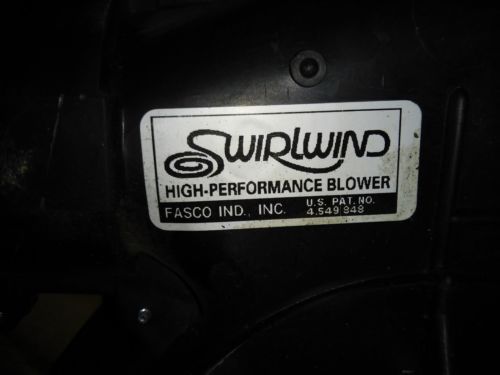 SWIRLWIND
HIGH-PERFORMANCE BLOWER
FASCO IND., INC. U.S. PAT. NO.
4,549,848